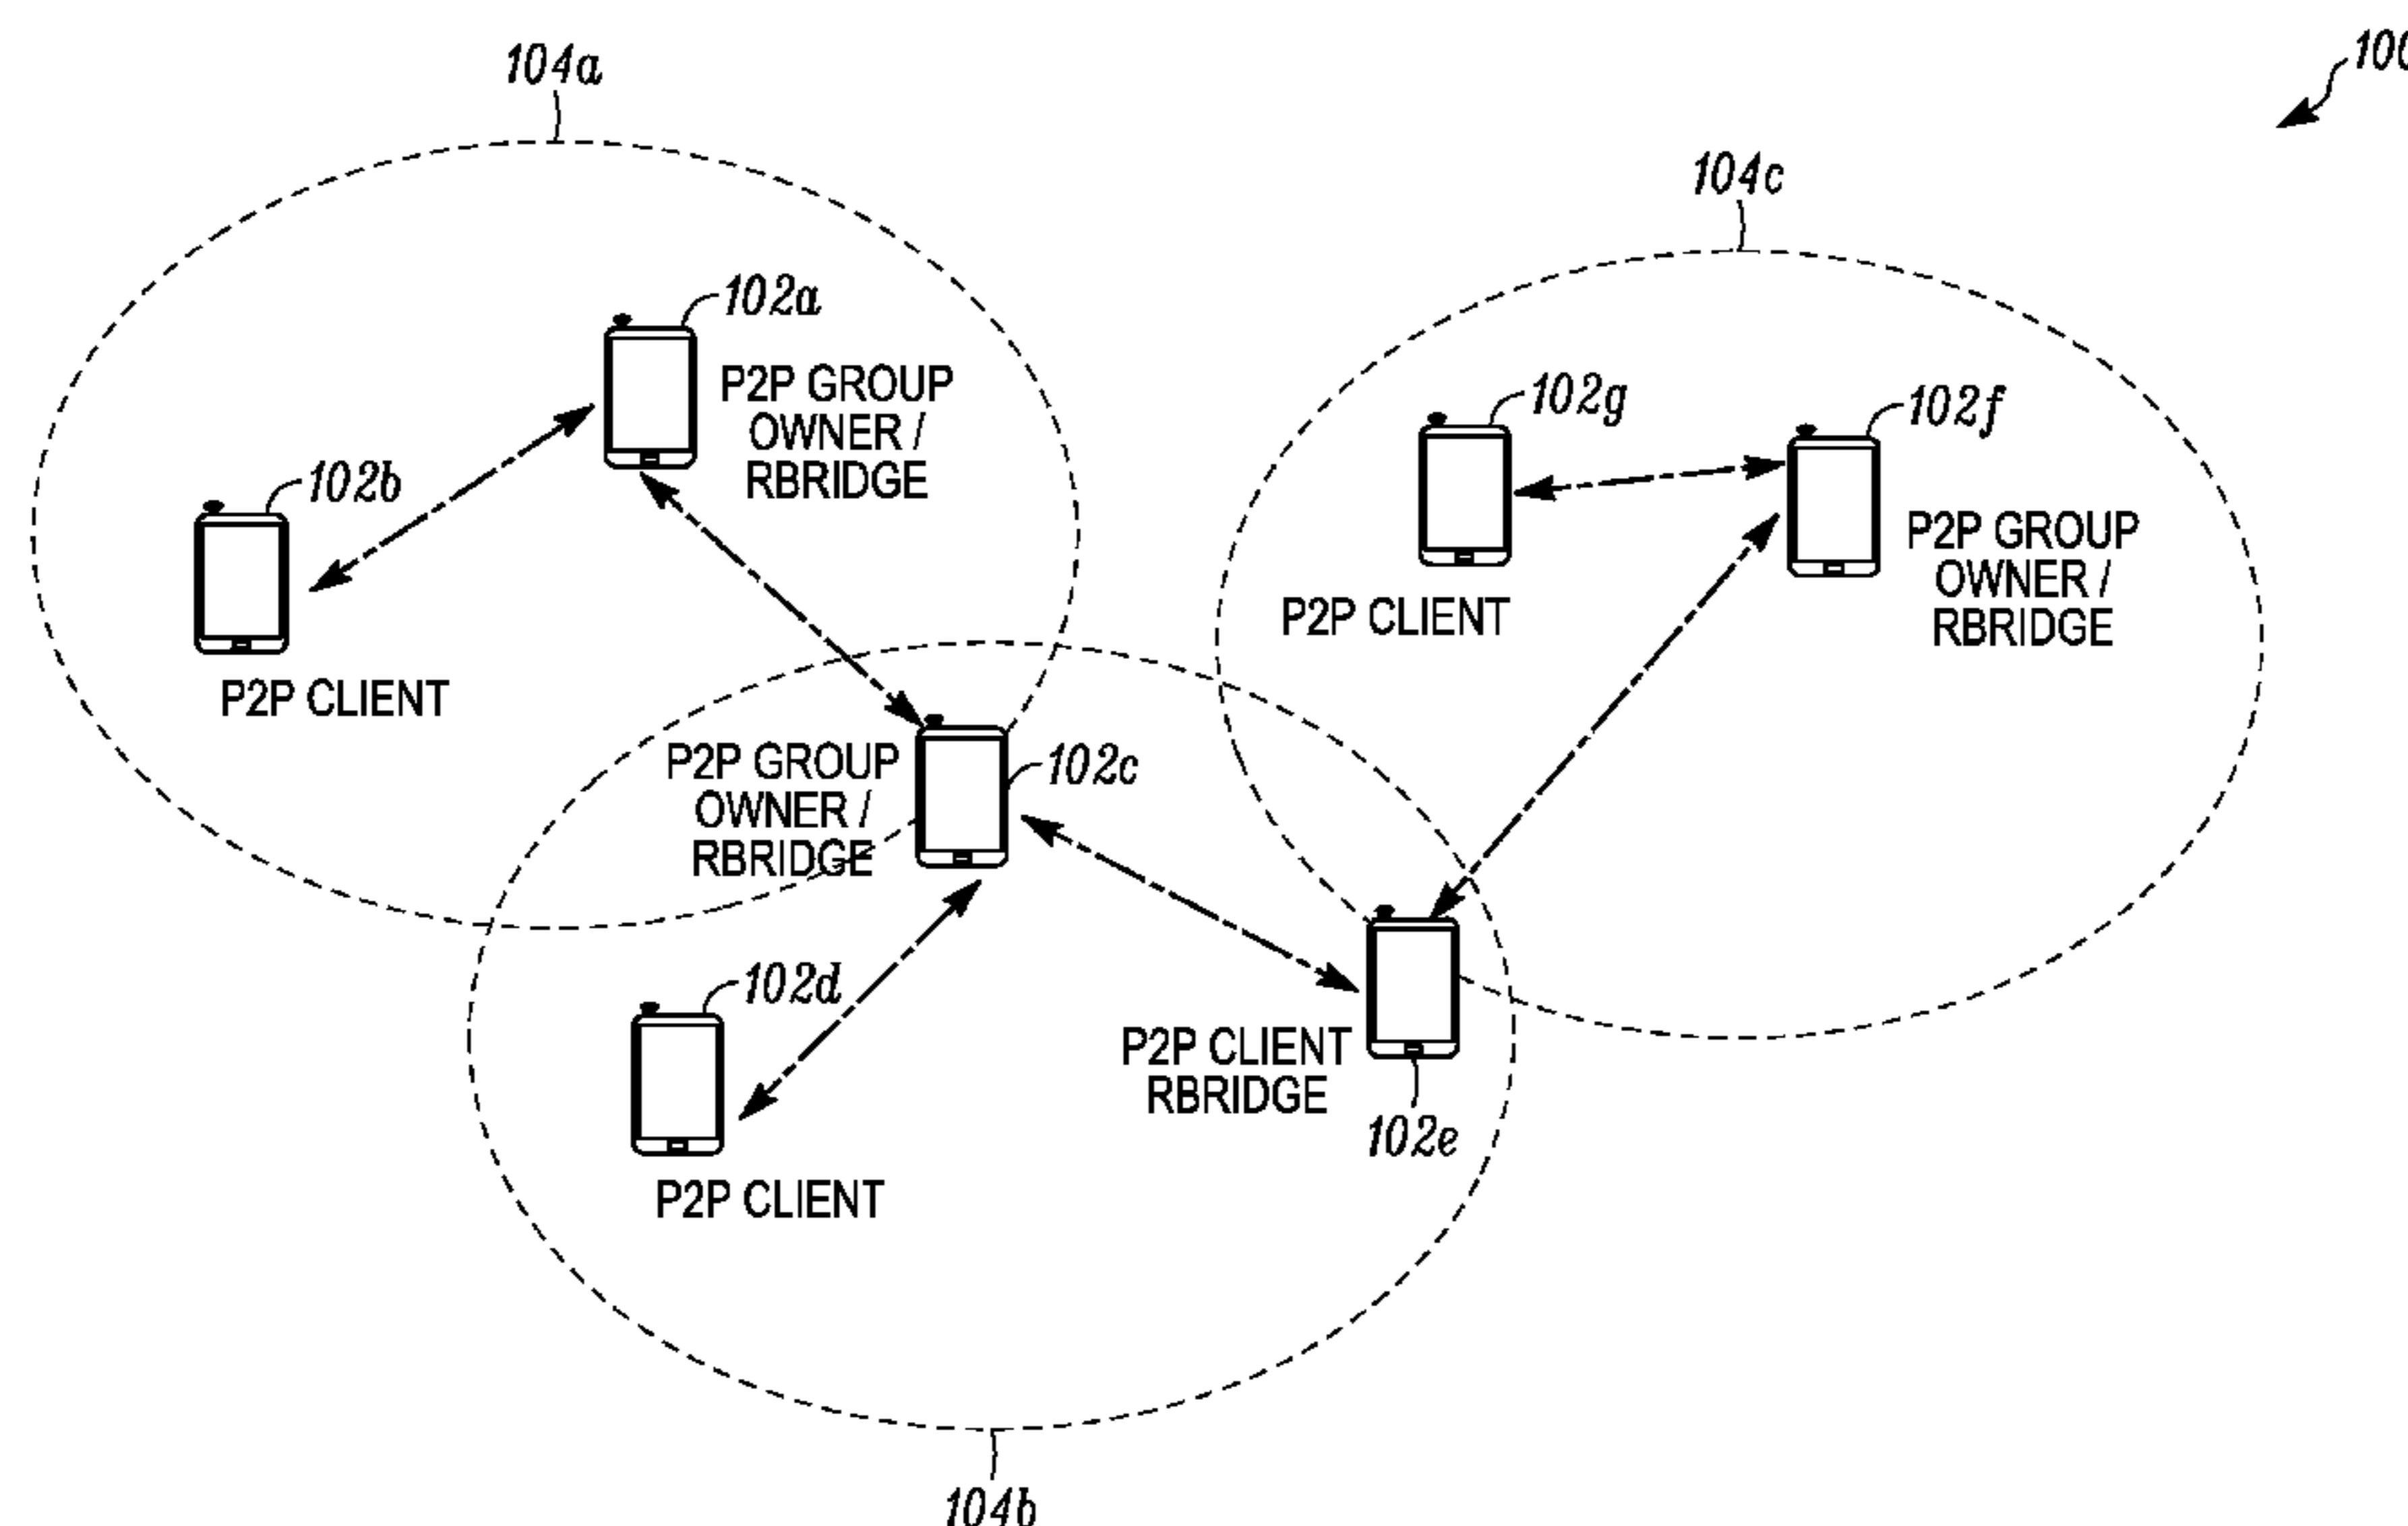 104a
100
104c
102a
P2P GROUP
OWNER /
RBRIDGE
102g
102f
102b
P2P GROUP
OWNER /
RBRIDGE
P2P CLIENT
P2P CLIENT
P2P GROUP
OWNER /
RBRIDGE
102c
102d
P2P CLIENT
RBRIDGE
102e
P2P CLIENT
104b